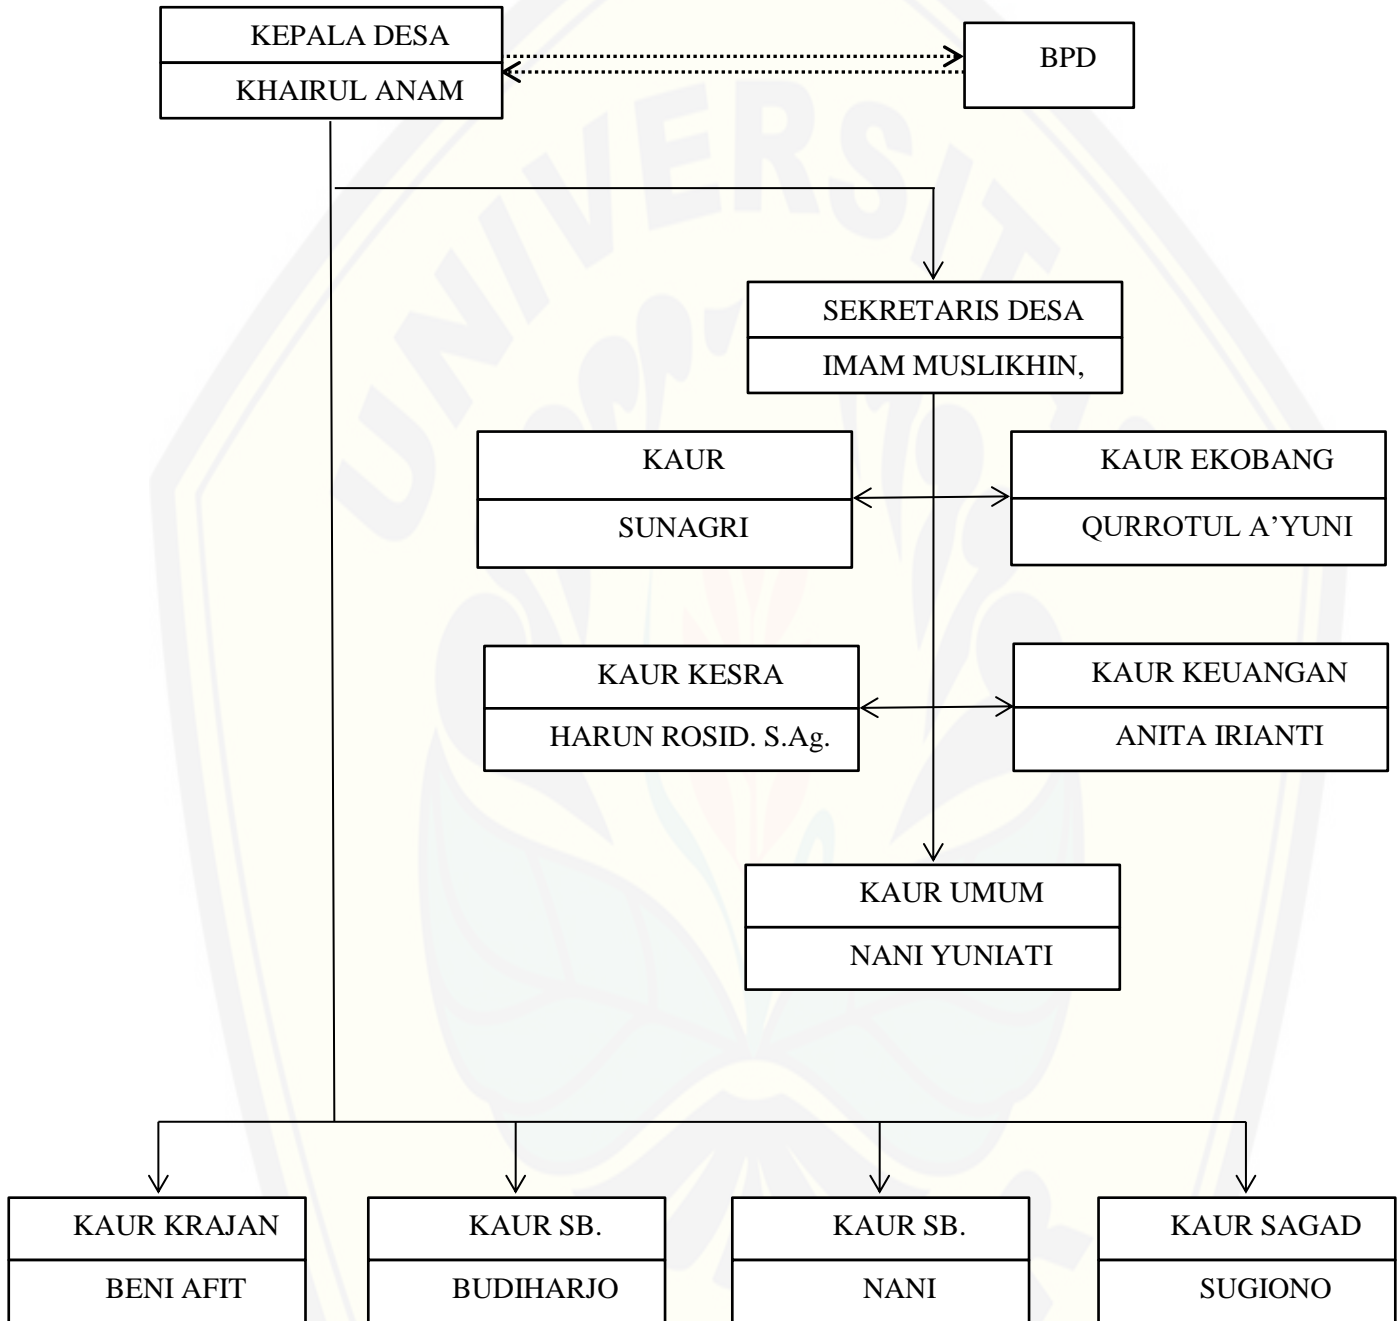 KEPALA DESA
KHAIRUL ANAM
BPD
SEKRETARIS DESA
IMAM MUSLIKHIN,
KAUR
SUNAGRI
KAUR EKOBANG
QURROTUL A’YUNI
KAUR KESRA
HARUN ROSID. S.Ag.
KAUR KEUANGAN
ANITA IRIANTI
KAUR UMUM
NANI YUNIATI
KAUR KRAJAN
BENI AFIT
KAUR SB.
BUDIHARJO
KAUR SB.
NANI
KAUR SAGAD
SUGIONO